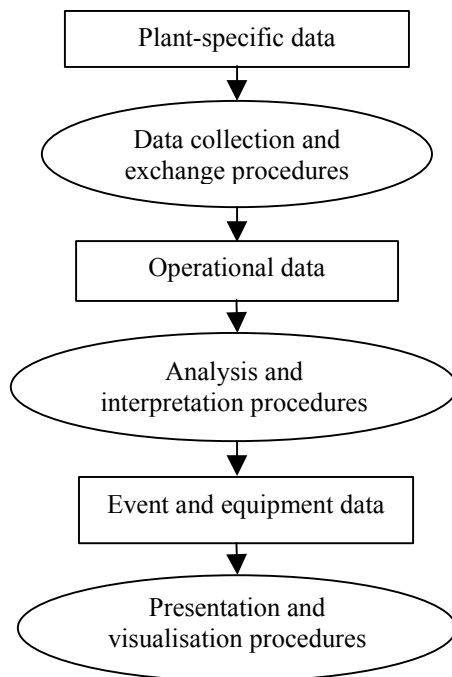 Plant-specific data
Data collection and
exchange procedures
Operational data
Analysis and
interpretation procedures
Event and equipment data
Presentation and
visualisation procedures